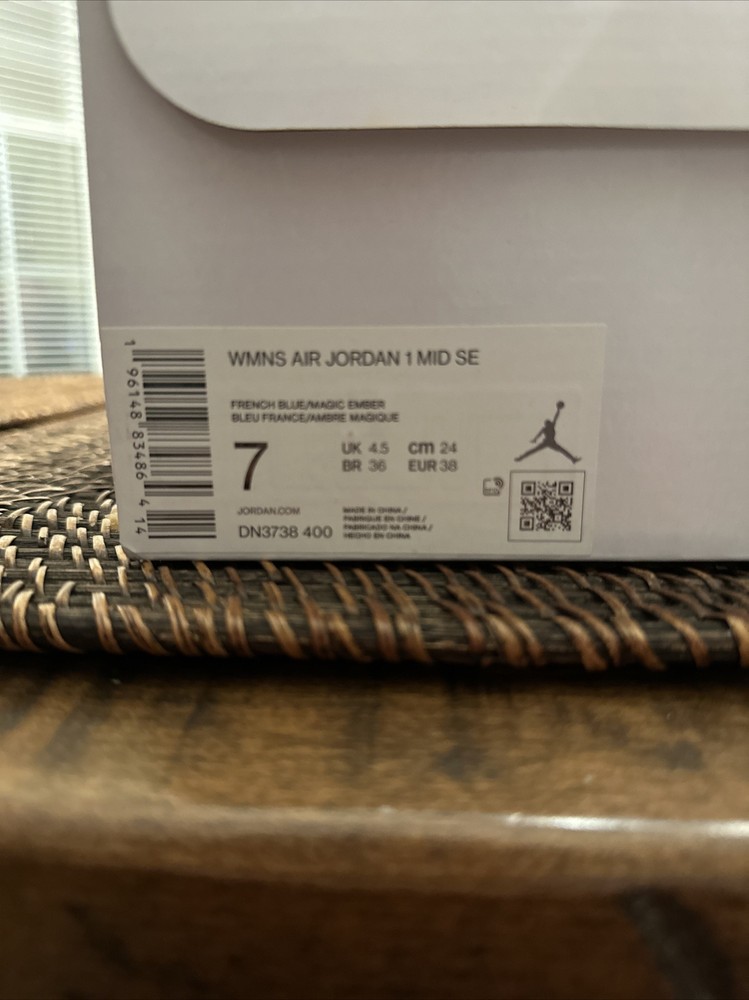 WMNS AIR JORDAN 1 MID SE
FRENCH BLUE/MAGIC EMBER
BLEU FRANCE/AMBRE MAGIQUE
7
UK 4.5 cm 24
BR 36 EUR 38
JORDAN.COM
DN3738 400
MADE IN CHINA/
FABRIQUE EN CHINE/
FABRICADO NA CHINA/
HECHO EN CHINA
1 96148 83486 4 14